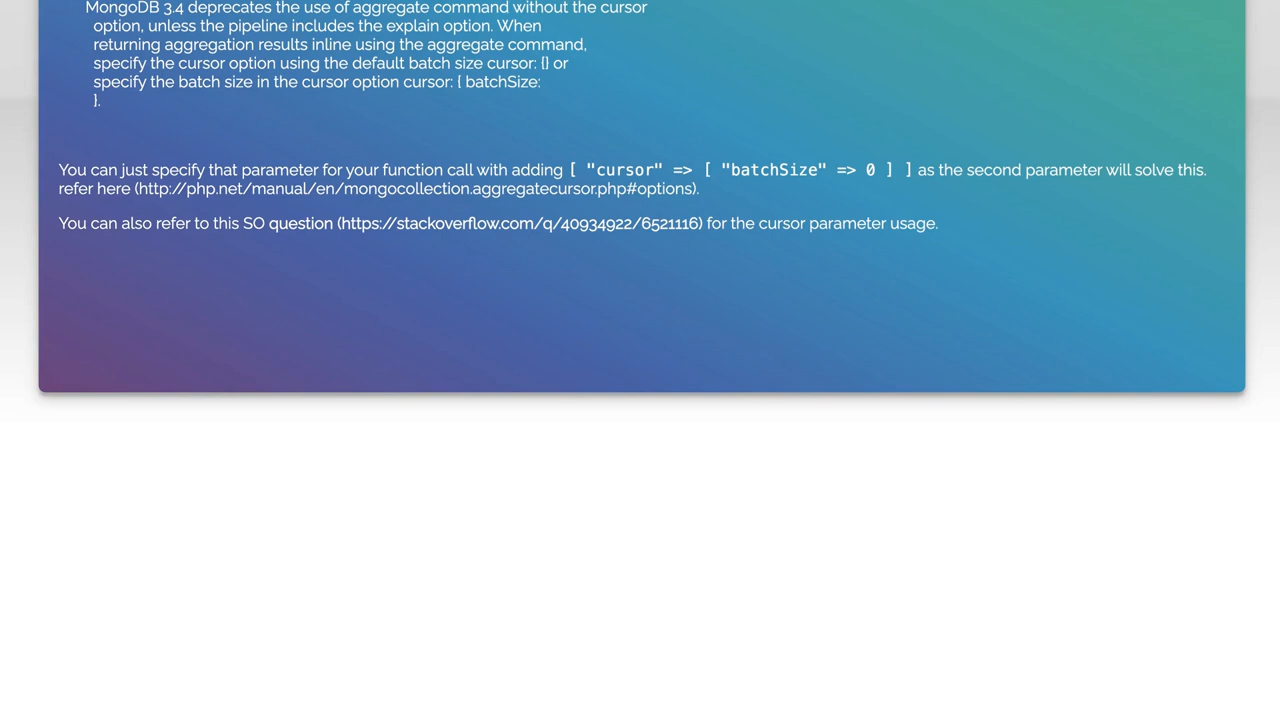 MongoDB 3.4 deprecates the use of aggregate command without the cursor
option, unless the pipeline includes the explain option. When
returning aggregation results inline using the aggregate command,
specify the cursor option using the default batch size cursor: {} or
specify the batch size in the cursor option cursor: { batchSize:
}.
You can just specify that parameter for your function call with adding [ "cursor" => [ "batchSize" => 0 ] ] as the second parameter will solve this.
refer here (http://php.net/manual/en/mongocollection.aggregatecursor.php#options).
You can also refer to this SO question (https://stackoverflow.com/q/40934922/6521116) for the cursor parameter usage.